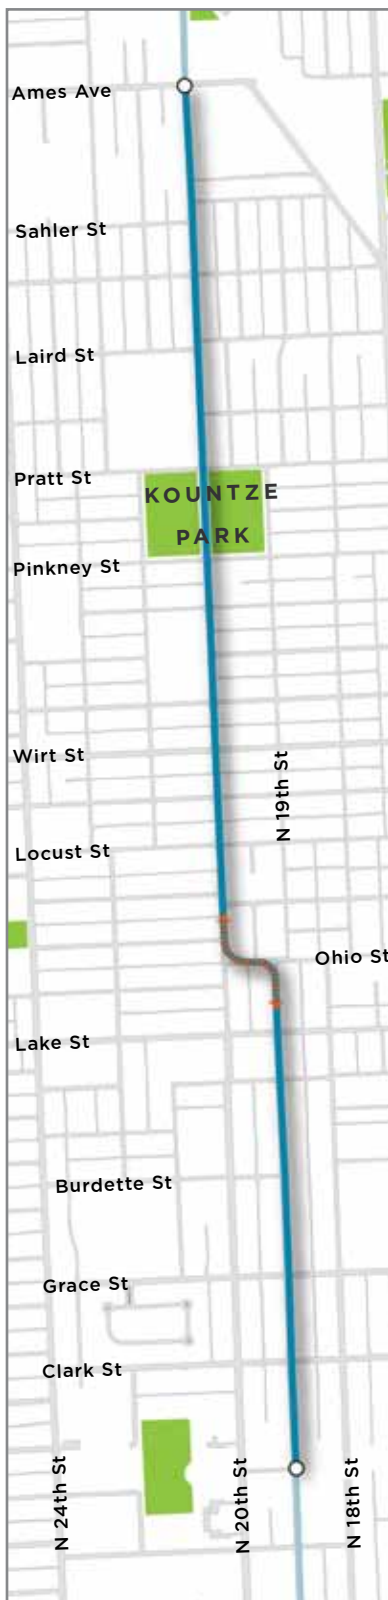 Ames Ave
Sahler St
Laird St
Pratt St
KOUNTZE
PARK
Pinkney St
Wirt St
N 19th St
Locust St
Ohio St
Lake St
Burdette St
Grace St
Clark St
N 24th St
N 20th St
N 18th St